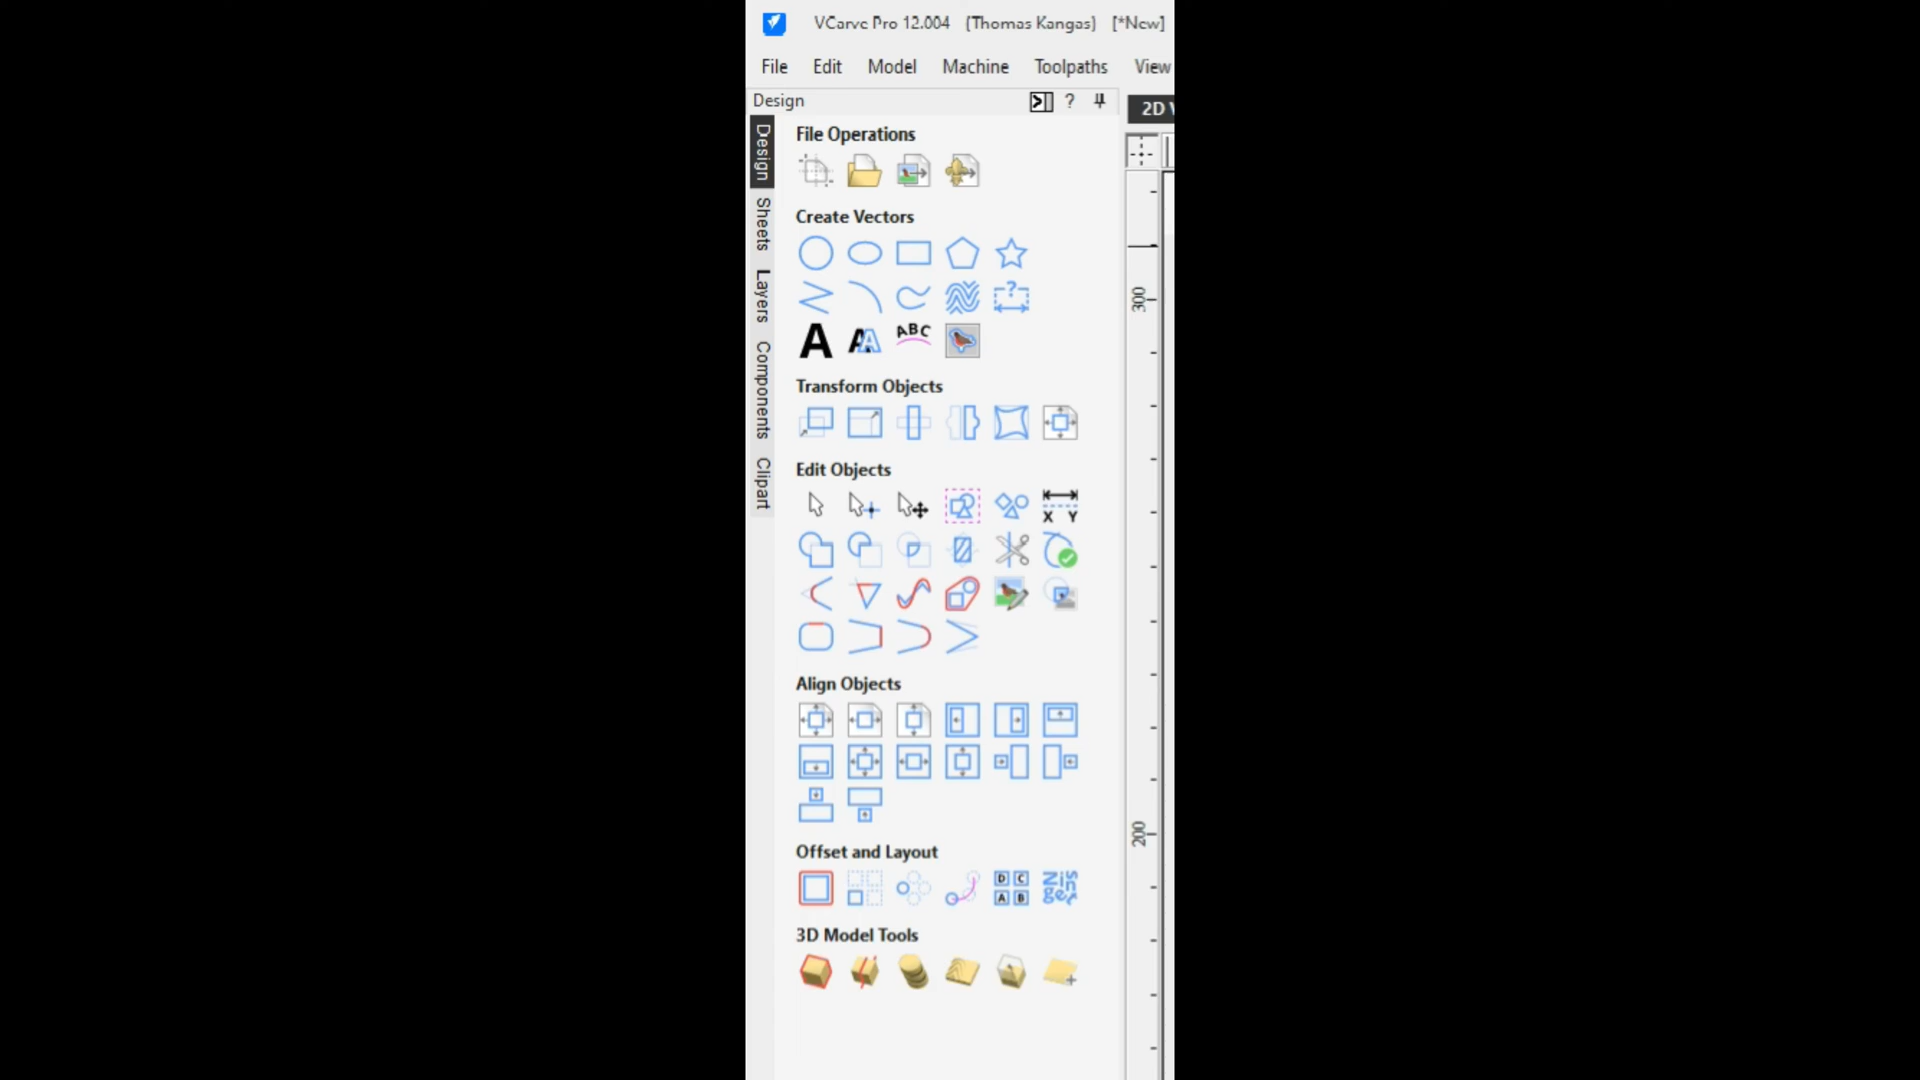 VCarve Pro 12.004 (Thomas Kangas) [*New]
File Edit Model Machine Toolpaths View
Design ?
2D
Design
Sheets
Layers
Components
Clipart
File Operations
Create Vectors
?
A A A ABC
Transform Objects
Edit Objects
X Y
Align Objects
Offset and Layout
D C
A B
3D Model Tools
300
200